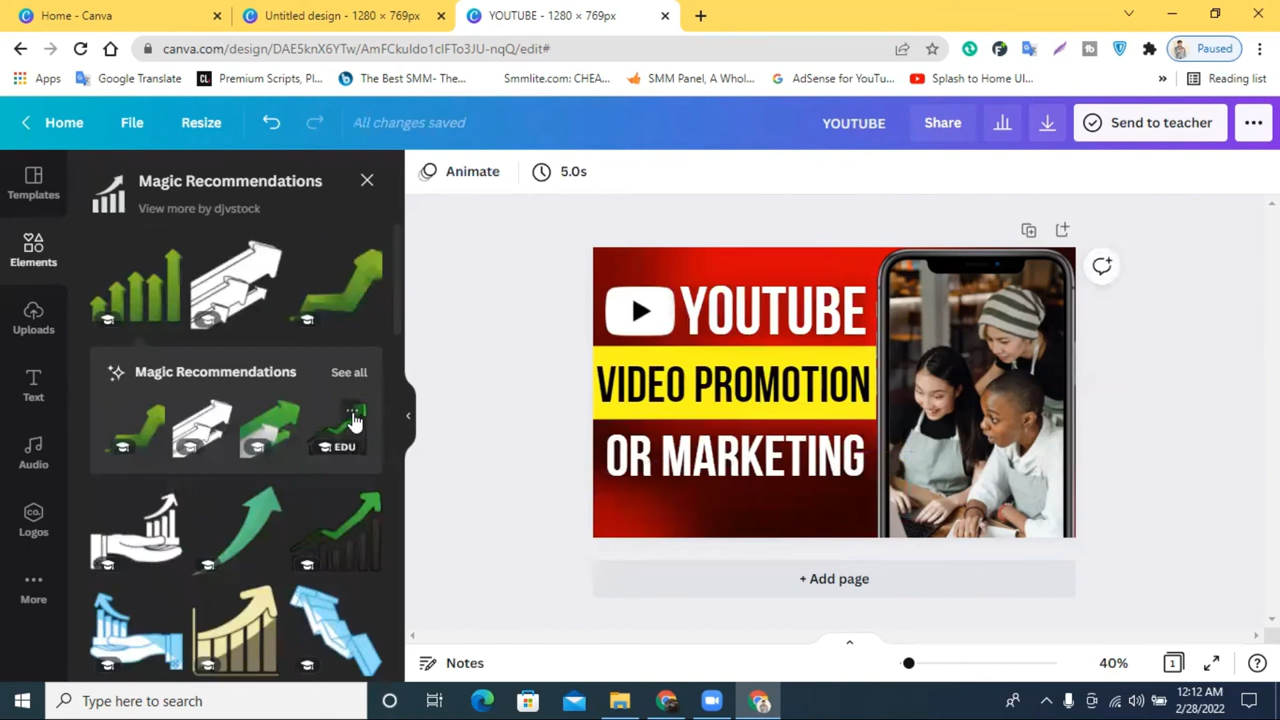 Home - Canva
Untitled design - 1280 × 769px
YOUTUBE - 1280 × 769px
canva.com/design/DAE5knX6YTw/AmFCkuIdo1cIFTo3JU-nqQ/edit#
Paused
Apps
Google Translate
Premium Scripts, Pl...
The Best SMM- The...
Smmlite.com: CHEA...
SMM Panel, A Whol...
AdSense for YouTu...
Splash to Home UI...
Reading list
Home
File
Resize
All changes saved
YOUTUBE
Share
Send to teacher
Templates
Elements
Uploads
Text
Audio
CO.
Logos
More
Magic Recommendations
View more by djvstock
Magic Recommendations
See all
EDU
Animate
5.0s
YOUTUBE
VIDEO PROMOTION
OR MARKETING
+ Add page
Notes
40%
1
Type here to search
12:12 AM
2/28/2022